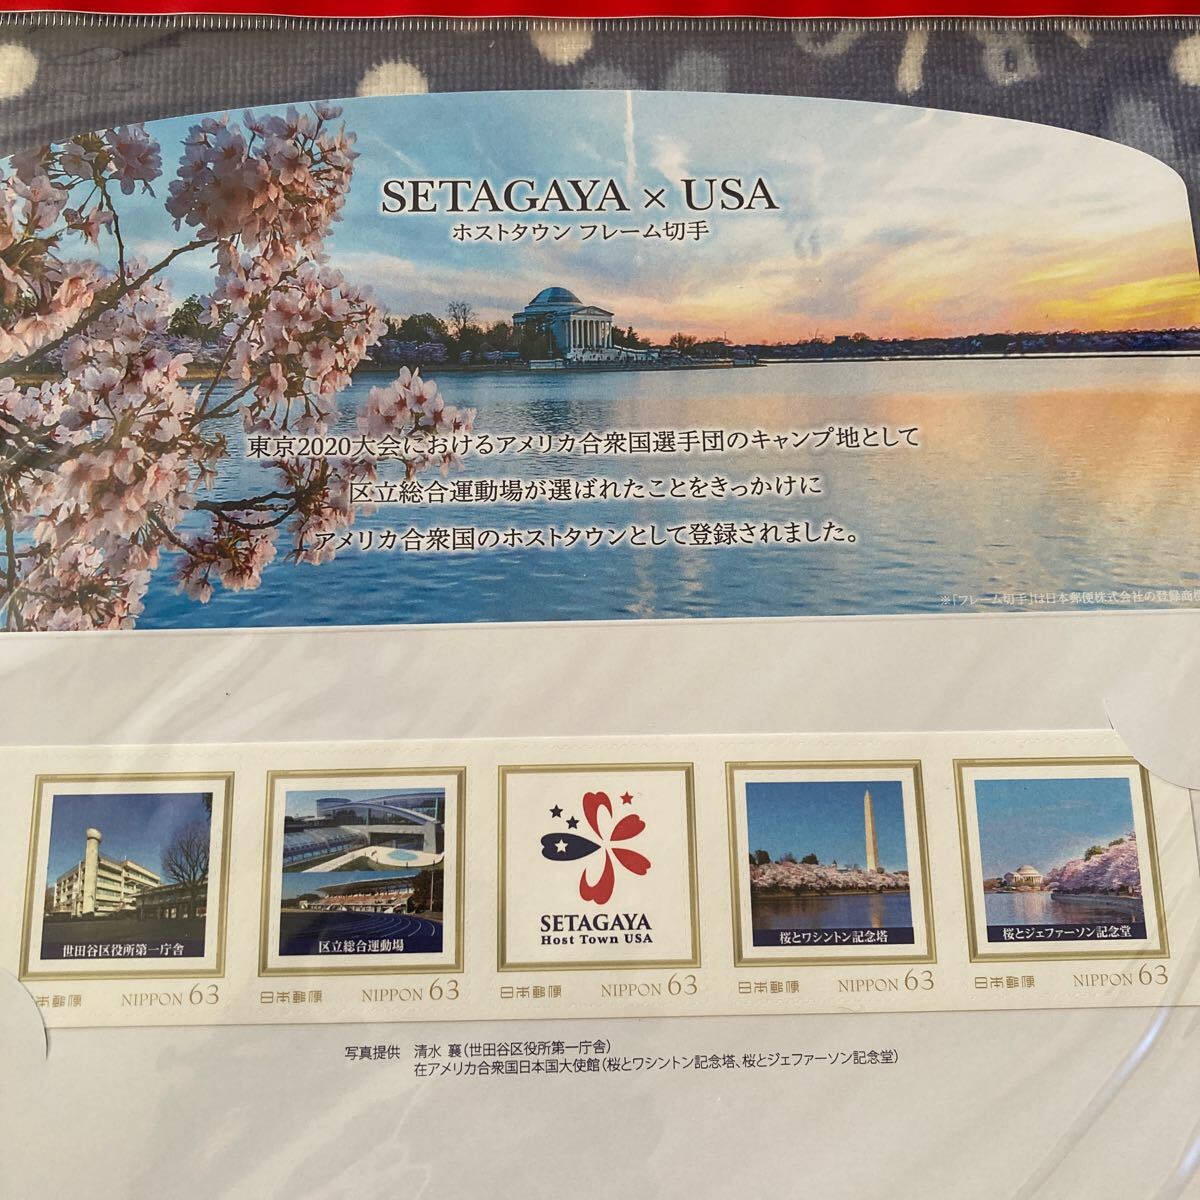 SETAGAYA × USA
ホストタウン フレーム切手
東京2020大会におけるアメリカ合衆国選手団のキャンプ地として
区立総合運動場が選ばれたことをきっかけに
アメリカ合衆国のホストタウンとして登録されました。
※「フレーム切手」は日本郵便株式会社の登録商標
世田谷区役所第一庁舎
日本郵便 NIPPON 63
区立総合運動場
日本郵便 NIPPON 63
SETAGAYA
Host Town USA
日本郵便 NIPPON 63
桜とワシントン記念塔
日本郵便 NIPPON 63
桜とジェファーソン記念堂
日本郵便 NIPPON 63
写真提供 清水 襄(世田谷区役所第一庁舎)
在アメリカ合衆国日本国大使館(桜とワシントン記念塔、桜とジェファーソン記念堂)